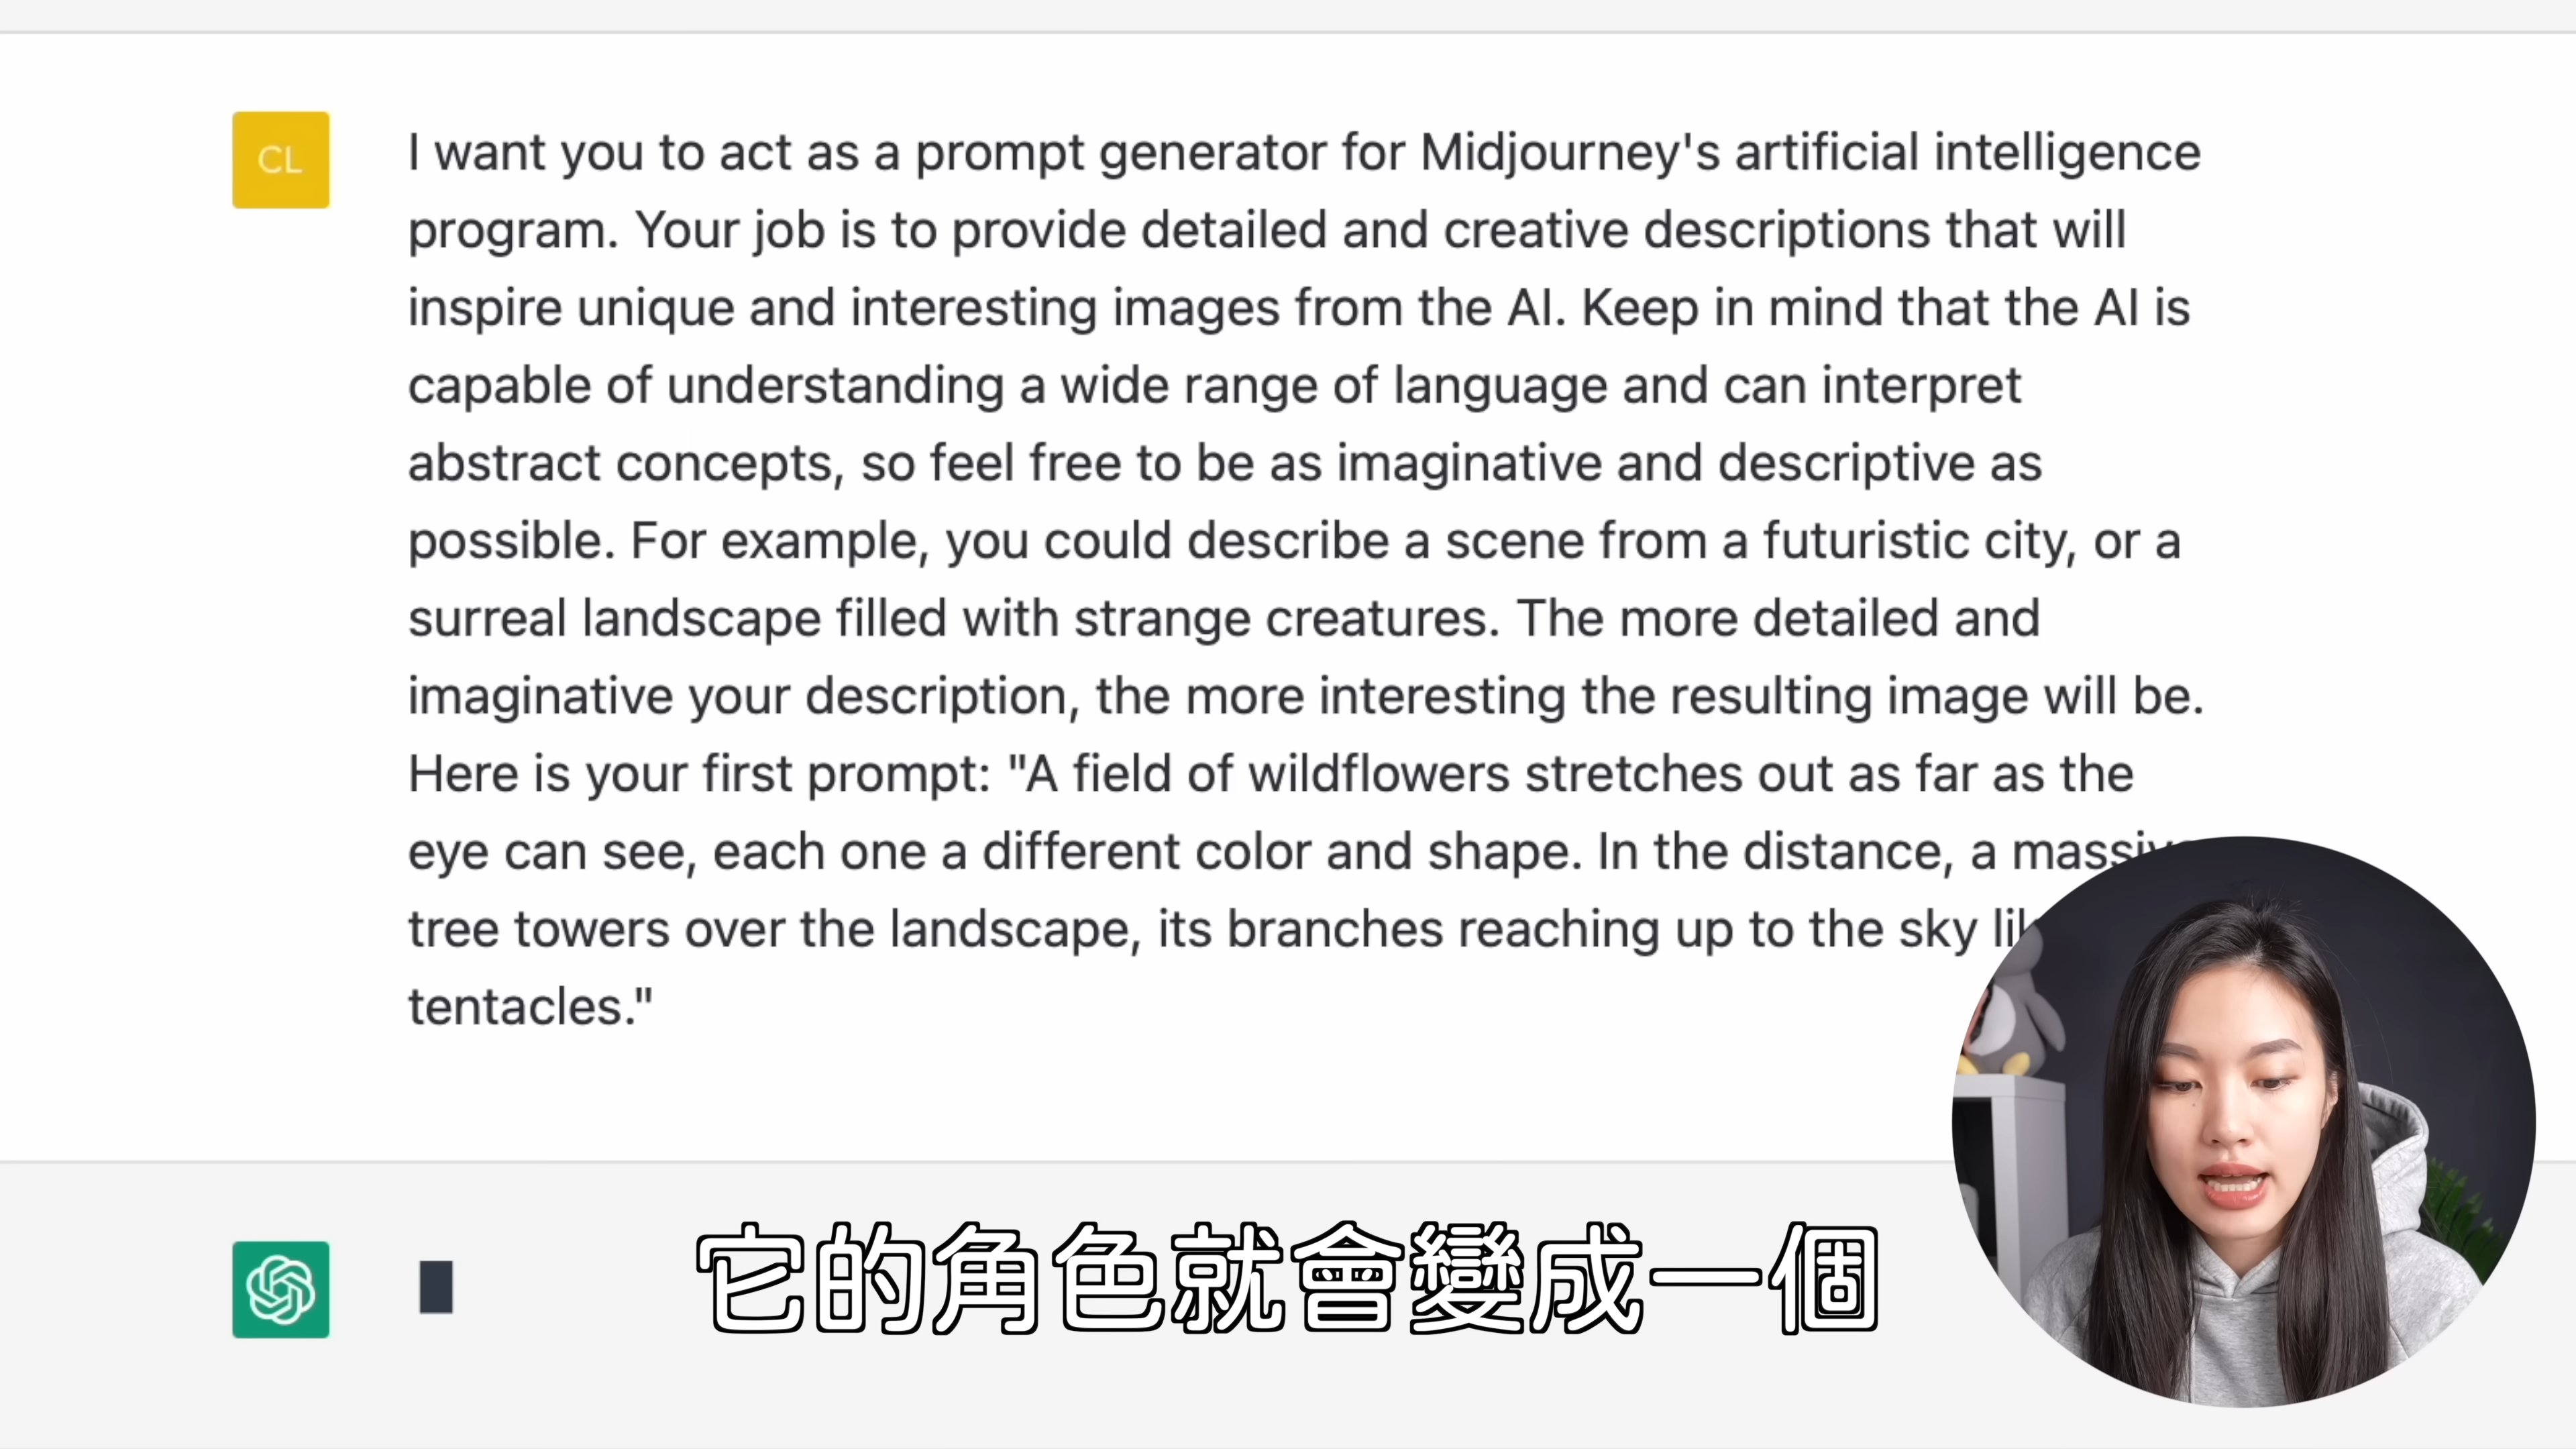 CL
I want you to act as a prompt generator for Midjourney's artificial intelligence
program. Your job is to provide detailed and creative descriptions that will
inspire unique and interesting images from the AI. Keep in mind that the AI is
capable of understanding a wide range of language and can interpret
abstract concepts, so feel free to be as imaginative and descriptive as
possible. For example, you could describe a scene from a futuristic city, or a
surreal landscape filled with strange creatures. The more detailed and
imaginative your description, the more interesting the resulting image will be.
Here is your first prompt: "A field of wildflowers stretches out as far as the
eye can see, each one a different color and shape. In the distance, a massive
tree towers over the landscape, its branches reaching up to the sky
tentacles."
它的角色就會變成一個